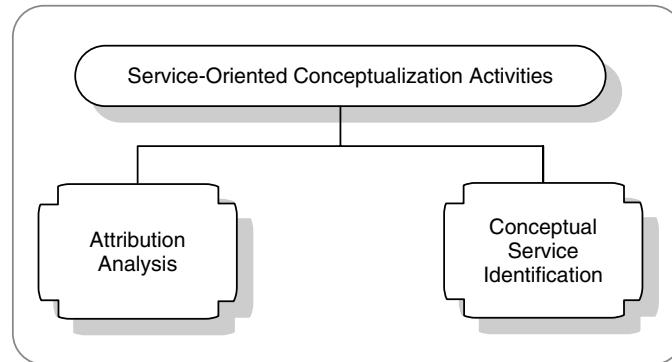 Service-Oriented Conceptualization Activities
Attribution
Analysis
Conceptual
Service
Identification